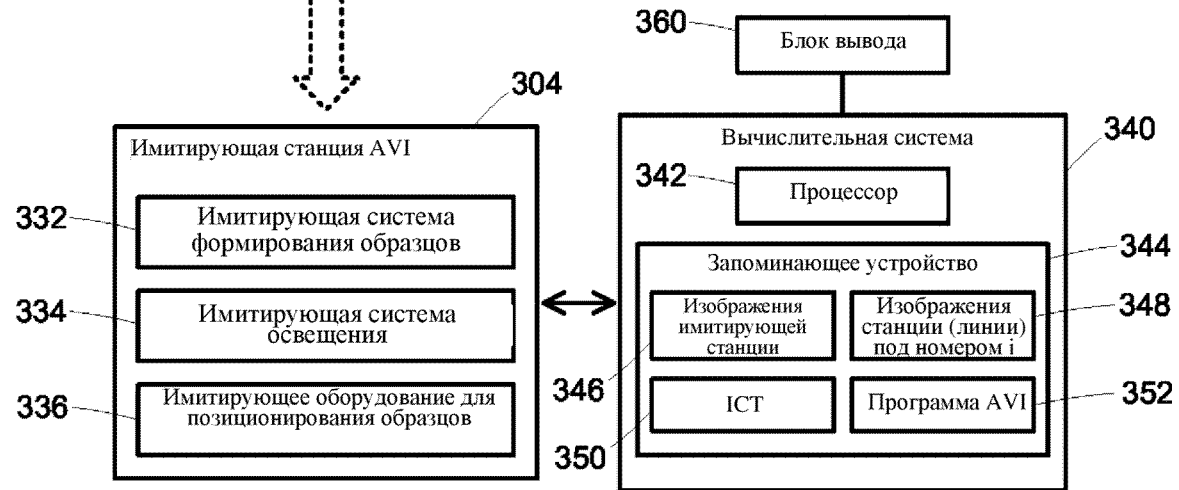 360
Блок вывода
304
Имитирующая станция AVI
332
Имитирующая система
формирования образцов
334
Имитирующая система
освещения
336
Имитирующее оборудование для
позиционирования образцов
Вычислительная система
340
342
Процессор
344
Запоминающее устройство
Изображения
имитирующей
станции
346
Изображения
станции (линии)
под номером i
348
ICT
350
Программа AVI
352